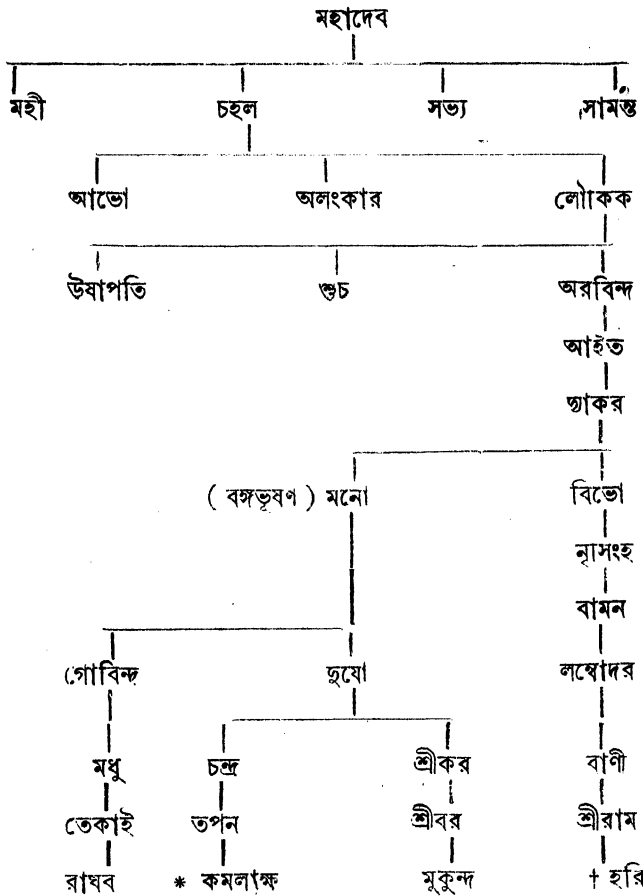 মহাদেব
মহী চহল সভ্য সামন্ত
আভো অলংকার লৌকক
উষাপতি শুচ অরবিন্দ
আইত
দ্যাকর
( বঙ্গভূষণ ) মনো বিভো
নৃাসংহ
বামন
গোবিন্দ দুযো লম্বোদর
মধু চন্দ্র শ্রীকর বাণী
তেকাই তপন শ্রীবর শ্রীরাম
রাঘব * কমলাক্ষ মুকুন্দ † হরি